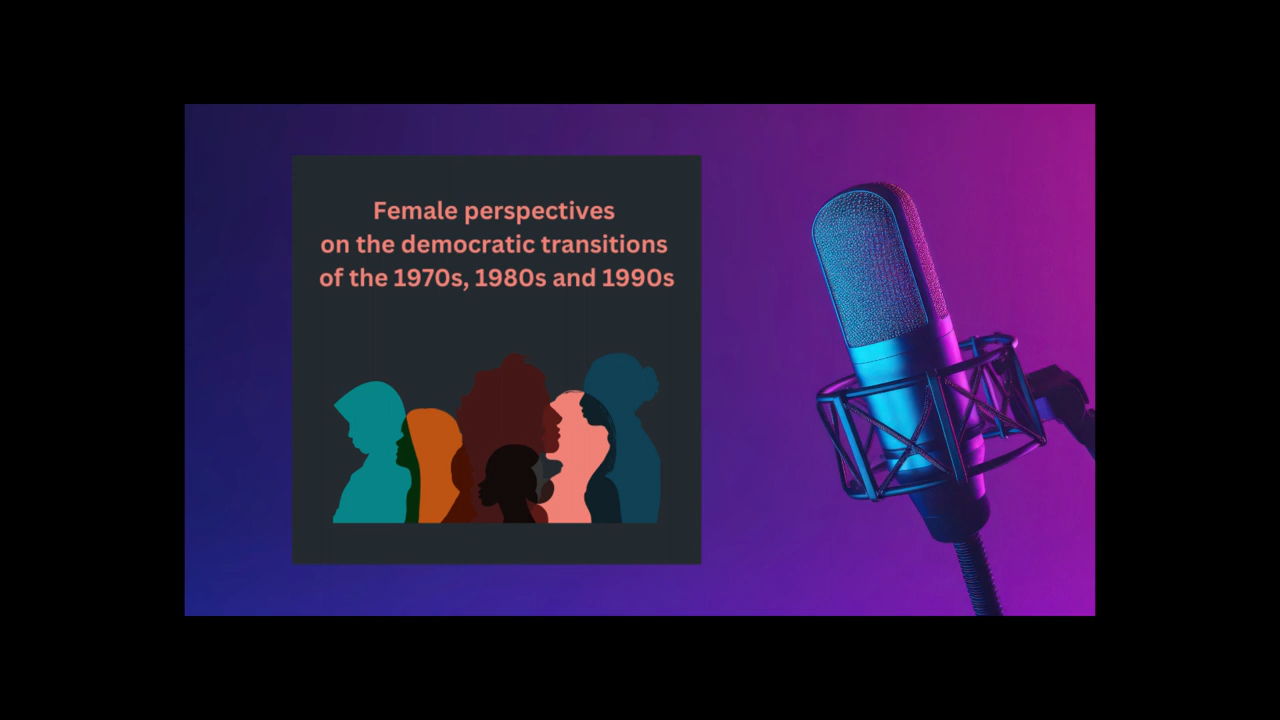 Female perspectives
on the democratic transitions
of the 1970s, 1980s and 1990s